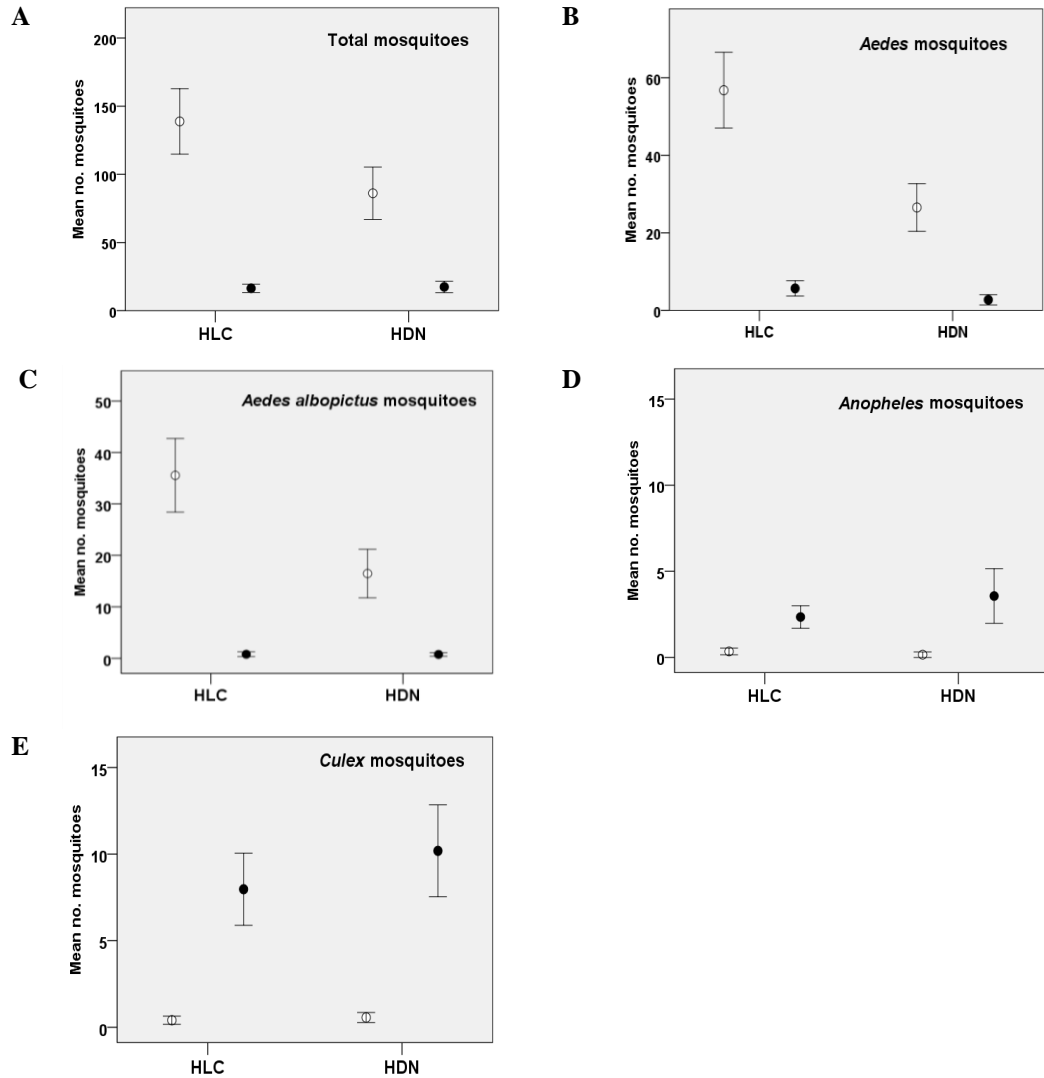 A
Total mosquitoes
Mean no. mosquitoes
200
150
100
50
0
HLC HDN
B
Aedes mosquitoes
Mean no. mosquitoes
60
40
20
0
HLC HDN
C
Aedes albopictus mosquitoes
Mean no. mosquitoes
50
40
30
20
10
0
HLC HDN
D
Anopheles mosquitoes
Mean no. mosquitoes
15
10
5
0
HLC HDN
E
Culex mosquitoes
Mean no. mosquitoes
15
10
5
0
HLC HDN